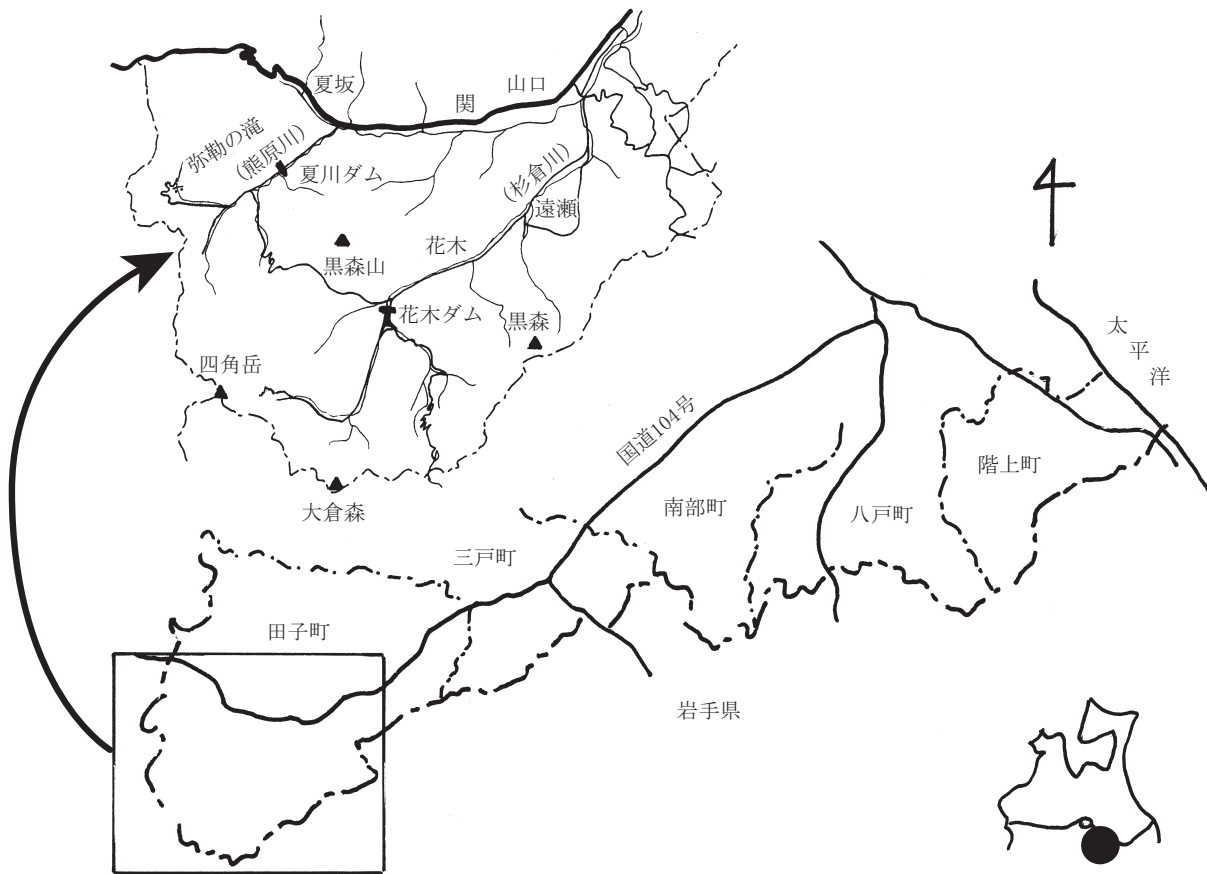 夏坂
関
山口
弥勒の滝
(熊原川)
夏川ダム
(杉倉川)
遠瀬
花木
黒森山
花木ダム
黒森
四角岳
大倉森
太平洋
国道104号
階上町
南部町
八戸町
三戸町
田子町
岩手県